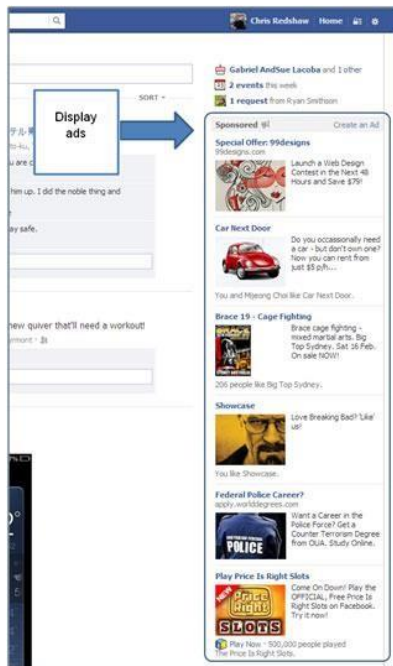 Chris Redshaw Home
Gabriel AndSue Lacoba and 1 other
2 events this week
1 request from Ryan Smithson
SORT
Display
ads
Sponsored Create an Ad
テル
to-ku,
u are c
him up. I did the noble thing and
ay safe.
new quiver that'll need a workout!
Special Offer: 99designs
99designs.com
Launch a Web Design
Contest in the Next 48
Hours and Save $79!
Car Next Door
Do you occassionally need
a car - but don't own one?
Now you can rent from
just $5 p/h...
You and Mijeong Choi like Car Next Door.
Brace 19 - Cage Fighting
BRACE
Brace cage fighting -
mixed martial arts. Big
Top Sydney. Sat 16 Feb.
On sale NOW!
206 people like Big Top Sydney.
Showcase
Love Breaking Bad? 'Like'
us!
You like Showcase.
Federal Police Career?
apply.worlddegrees.com
POLICE
Want a Career in the
Police Force? Get a
Counter Terrorism Degree
from OUA. Study Online.
Play Price Is Right Slots
NEW
Price
Right
SLOTS
Come On Down! Play the
OFFICIAL, Free Price Is
Right Slots on Facebook.
Try it now!
Play Now · 500,000 people played
The Price Is Right Slots.